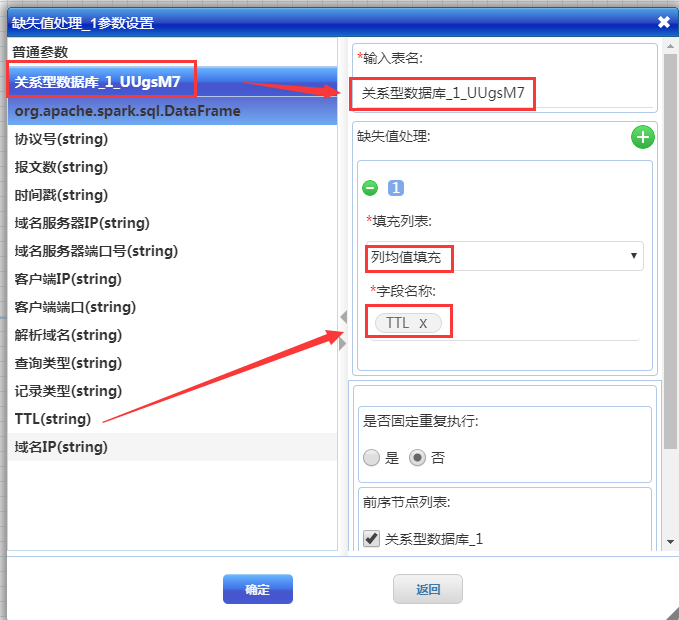 缺失值处理_1参数设置
普通参数
关系型数据库_1_UUgsM7
org.apache.spark.sql.DataFrame
协议号(string)
报文数(string)
时间戳(string)
域名服务器IP(string)
域名服务器端口号(string)
客户端IP(string)
客户端端口(string)
解析域名(string)
查询类型(string)
记录类型(string)
TTL(string)
域名IP(string)
*输入表名:
关系型数据库_1_UUgsM7
缺失值处理:
1
*填充列表:
列均值填充
*字段名称:
TTL x
是否固定重复执行:
是 否
前序节点列表:
关系型数据库_1
确定 返回